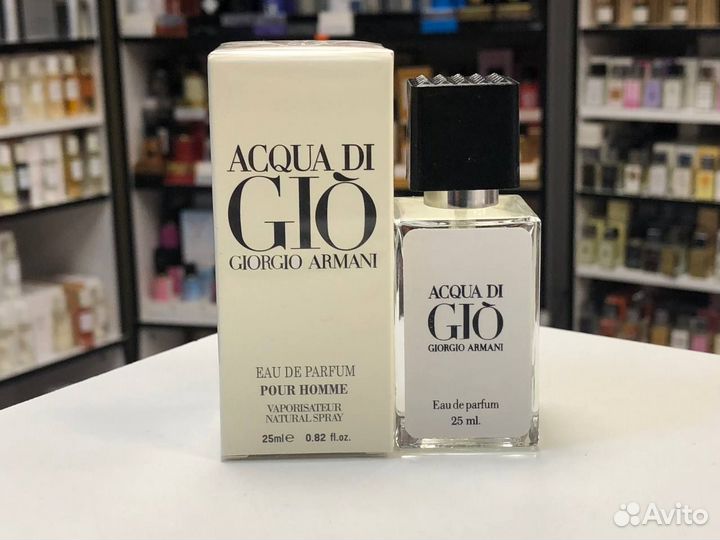 ACQUA DI
GIÒ
GIORGIO ARMANI
EAU DE PARFUM
POUR HOMME
VAPORISATEUR
NATURAL SPRAY
25ml℮ 0.82 fl.oz.
ACQUA DI
GIÒ
GIORGIO ARMANI
Eau de parfum
25 ml.
Avito